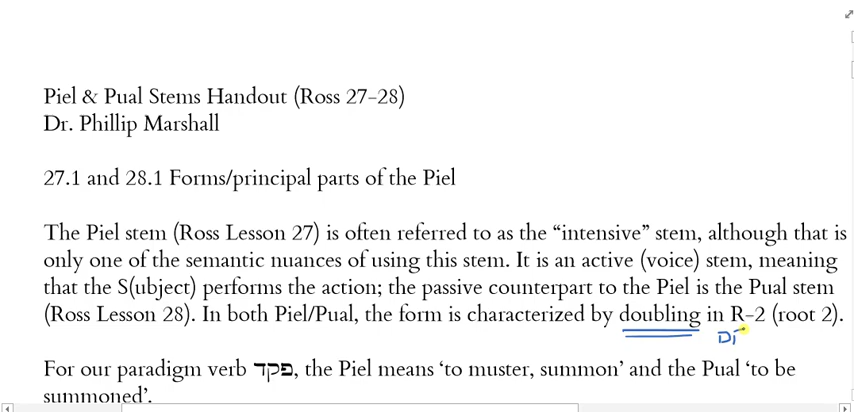 Piel & Pual Stems Handout (Ross 27-28)
Dr. Phillip Marshall
27.1 and 28.1 Forms/principal parts of the Piel
The Piel stem (Ross Lesson 27) is often referred to as the “intensive” stem, although that is
only one of the semantic nuances of using this stem. It is an active (voice) stem, meaning
that the S(ubject) performs the action; the passive counterpart to the Piel is the Pual stem
(Ross Lesson 28). In both Piel/Pual, the form is characterized by doubling in R-2 (root 2).
For our paradigm verb פקד, the Piel means ‘to muster, summon’ and the Pual ‘to be
summoned’.